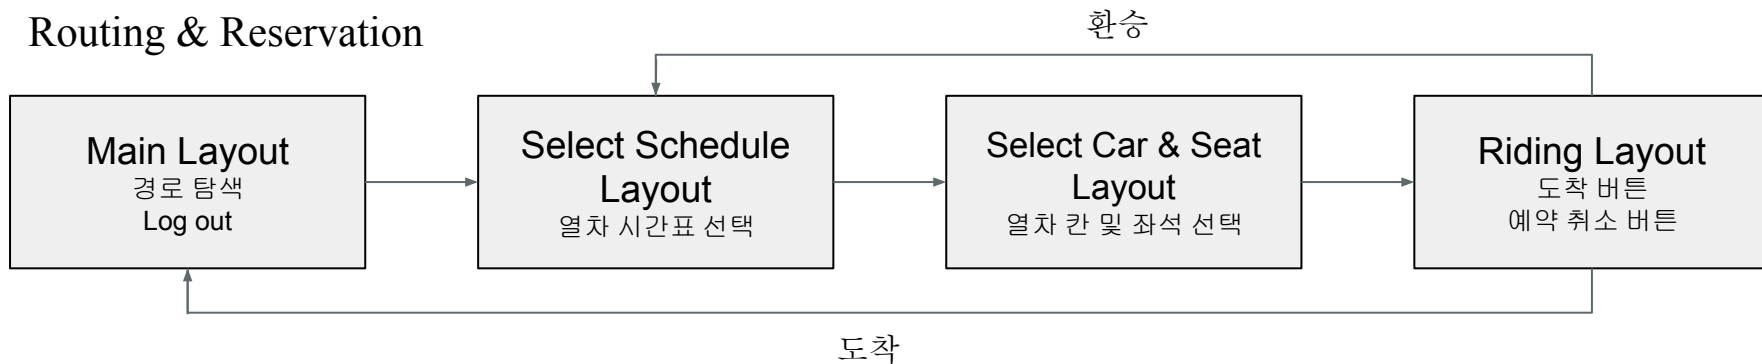 Routing & Reservation
환승
Main Layout
경로 탐색
Log out
Select Schedule
Layout
열차 시간표 선택
Select Car & Seat
Layout
열차 칸 및 좌석 선택
Riding Layout
도착 버튼
예약 취소 버튼
도착